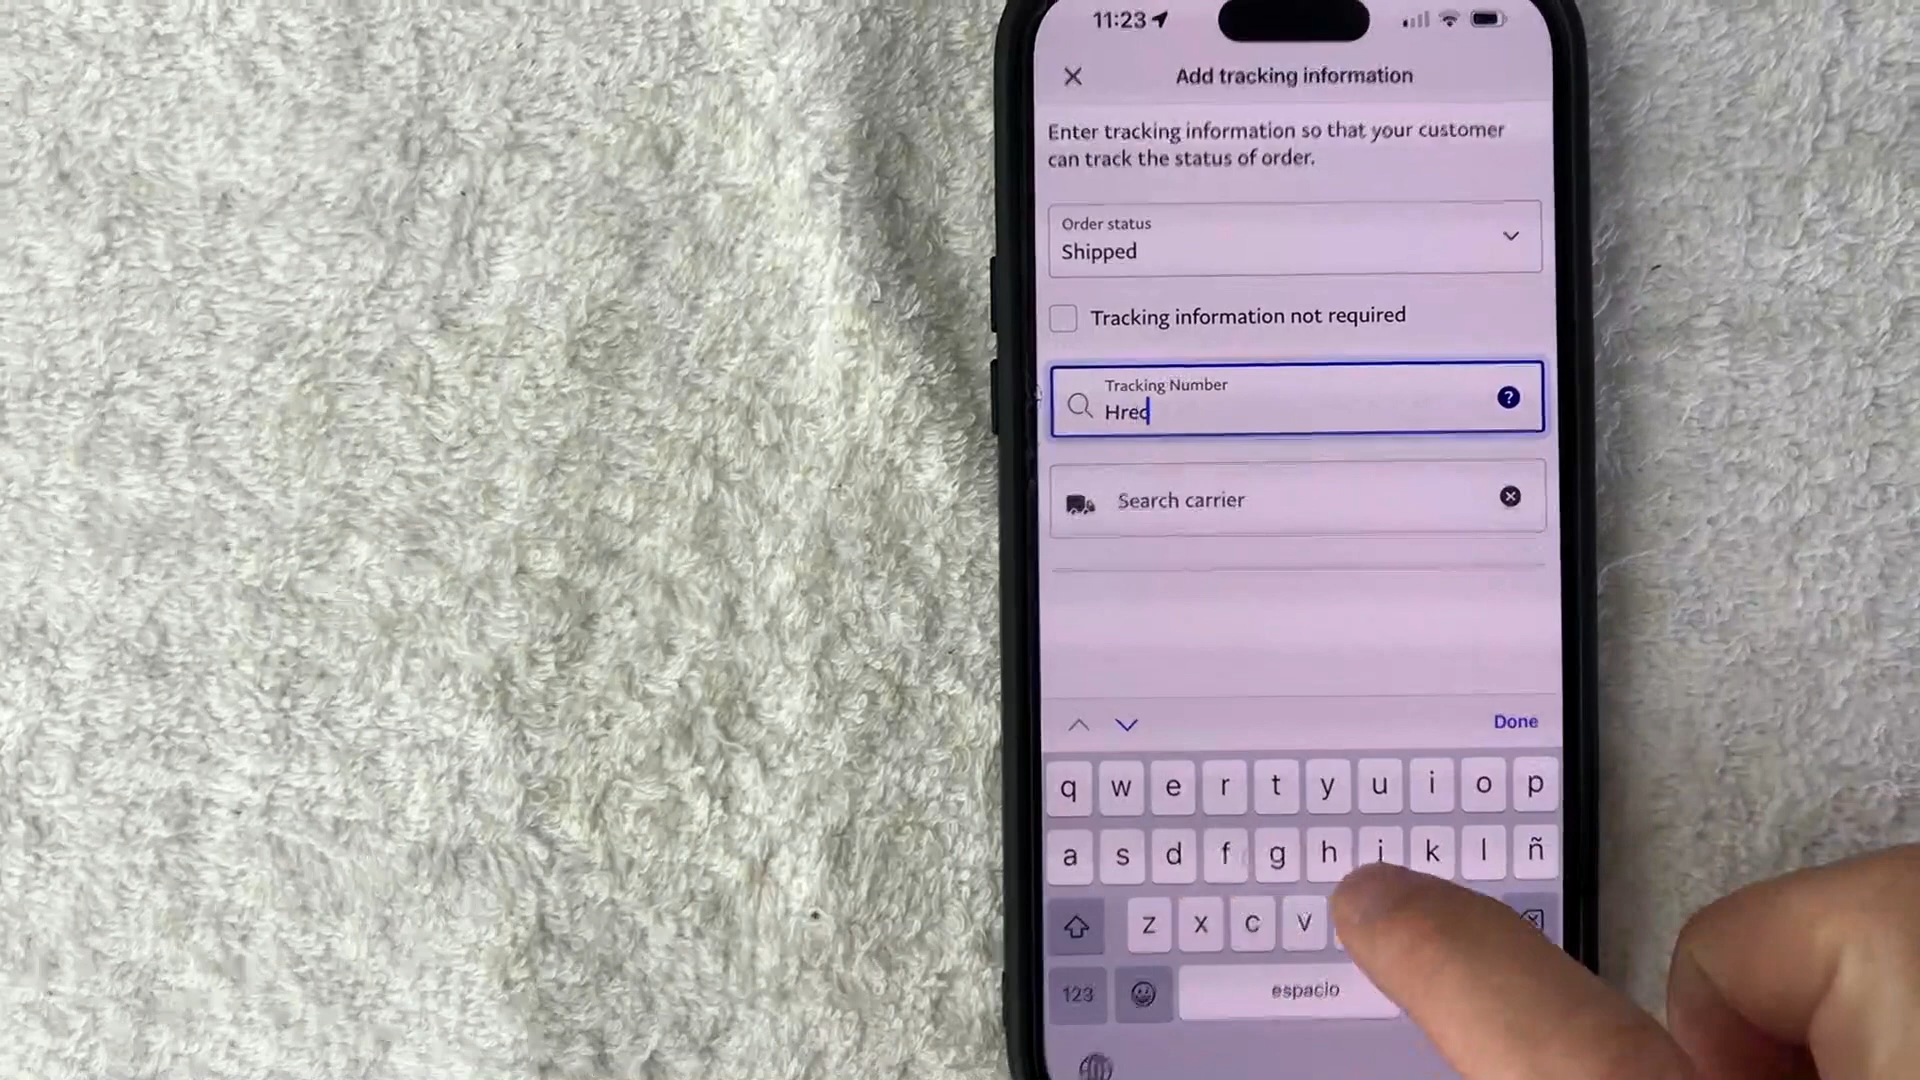 11:23
Add tracking information
Enter tracking information so that your customer
can track the status of order.
Order status
Shipped
Tracking information not required
Tracking Number
Hrec
?
Search carrier
Done
q w e r t y u i o p
a s d f g h j k l ñ
z x c v
123 espacio